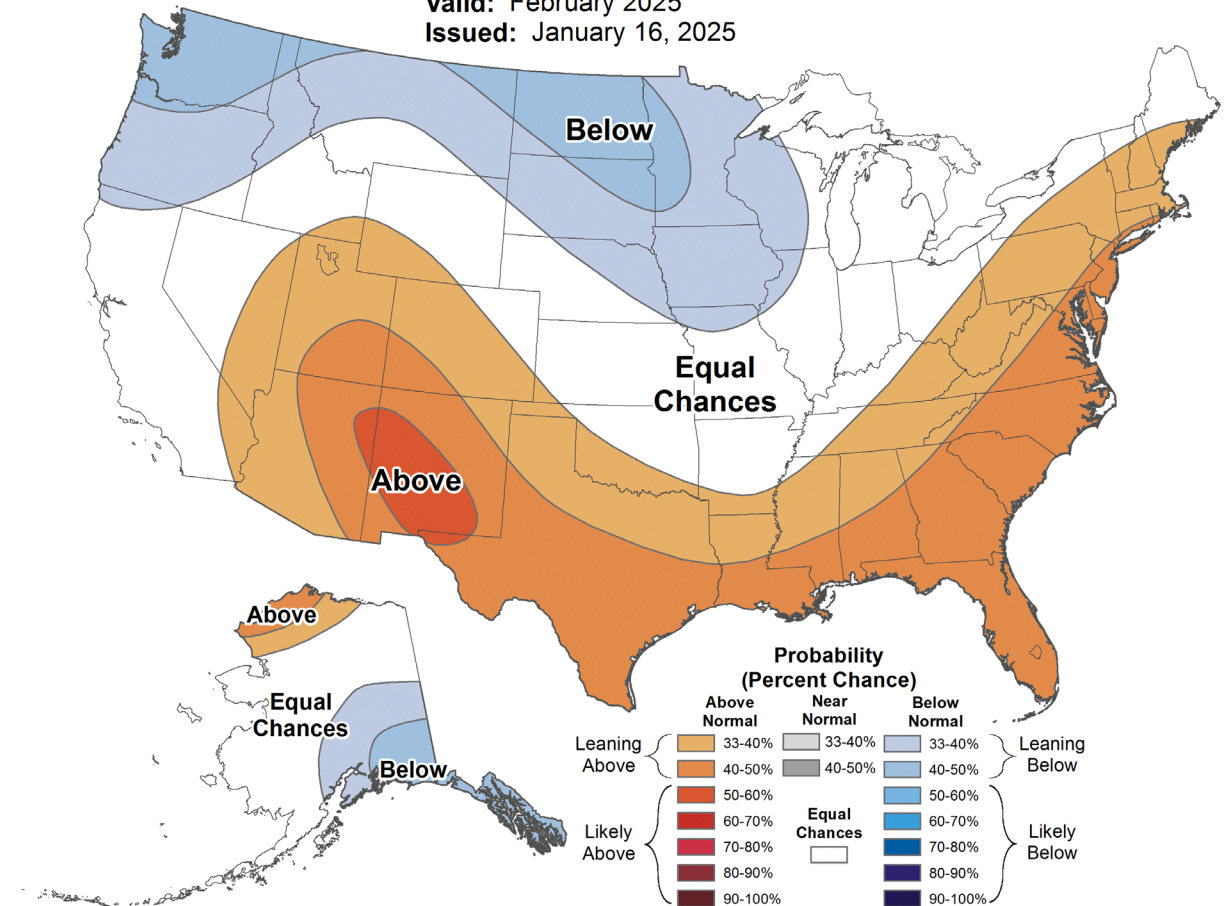 Valid: February 2025
Issued: January 16, 2025
Below
Equal
Chances
Above
Above
Equal
Chances
Below
Probability
(Percent Chance)
Above
Normal
Near
Normal
Below
Normal
Leaning
Above
33-40%
40-50%
33-40%
40-50%
33-40%
40-50%
Leaning
Below
Likely
Above
50-60%
60-70%
70-80%
80-90%
90-100%
Equal
Chances
50-60%
60-70%
70-80%
80-90%
90-100%
Likely
Below